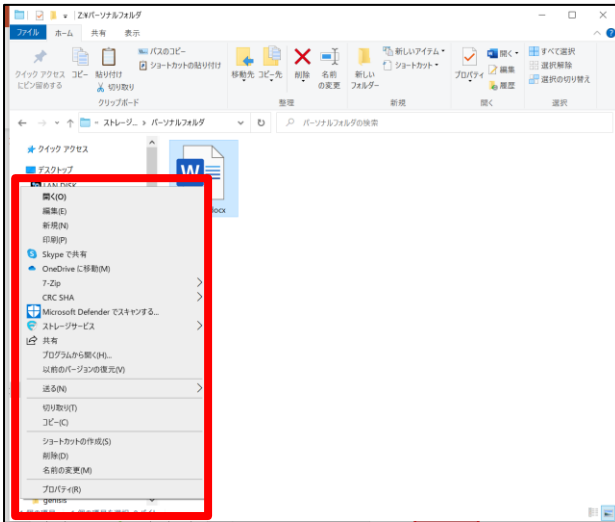 Z:¥パーソナルフォルダ
ファイル ホーム 共有 表示
クイック アクセス
にピン留めする
コピー
貼り付け
パスのコピー
ショートカットの貼り付け
切り取り
クリップボード
移動先
コピー先
削除
名前
の変更
整理
新しい
フォルダー
新しいアイテム
ショートカット
新規
プロパティ
開く
編集
履歴
開く
すべて選択
選択解除
選択の切り替え
選択
ストレージ... › パーソナルフォルダ
パーソナルフォルダの検索
クイック アクセス
デスクトップ
LAN DISK
.docx
開く(O)
編集(E)
新規(N)
印刷(P)
Skype で共有
OneDrive に移動(M)
7-Zip
CRC SHA
Microsoft Defender でスキャンする...
ストレージサービス
共有
プログラムから開く(H)...
以前のバージョンの復元(V)
送る(N)
切り取り(T)
コピー(C)
ショートカットの作成(S)
削除(D)
名前の変更(M)
プロパティ(R)
genisis